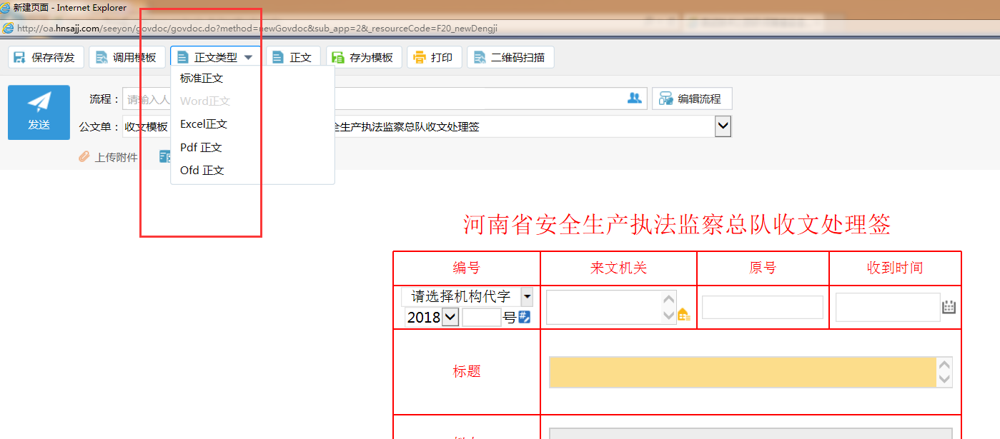 新建页面 - Internet Explorer
http://oa.hnsajj.com/seeyon/govdoc/govdoc.do?method=newGovdoc&sub_app=2&_resourceCode=F20_newDengji
保存待发 调用模板 正文类型 正文 存为模板 打印 二维码扫描
标准正文
Word正文
Excel正文
Pdf 正文
Ofd 正文
发送
流程： 请输入人 编辑流程
公文单： 收文模板 全生产执法监察总队收文处理签
上传附件
河南省安全生产执法监察总队收文处理签
编号 来文机关 原号 收到时间
请选择机构代字
2018 号
标题